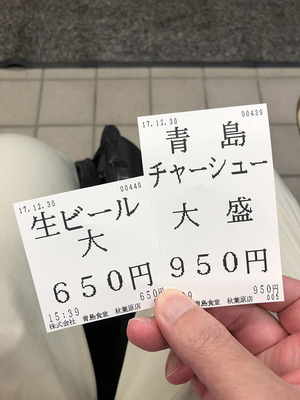 17.12.30
00440
生ビール
大
650円
15:39
650円
株式会社 青島食堂 秋葉原店
17.12.30
00439
青島
チャーシュー
大盛
950円
950円
青島食堂 秋葉原店
005